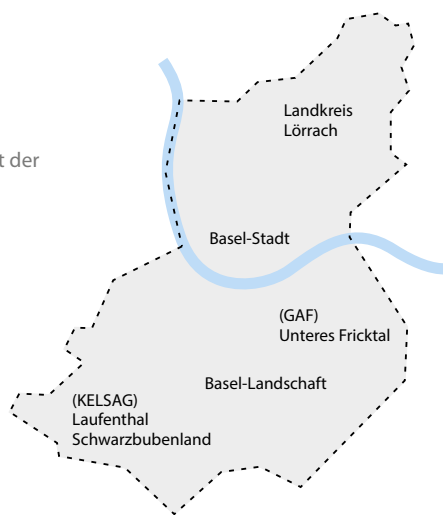 Landkreis
Lörrach
t der
Basel-Stadt
(GAF)
Unteres Fricktal
Basel-Landschaft
(KELSAG)
Laufenthal
Schwarzbubenland